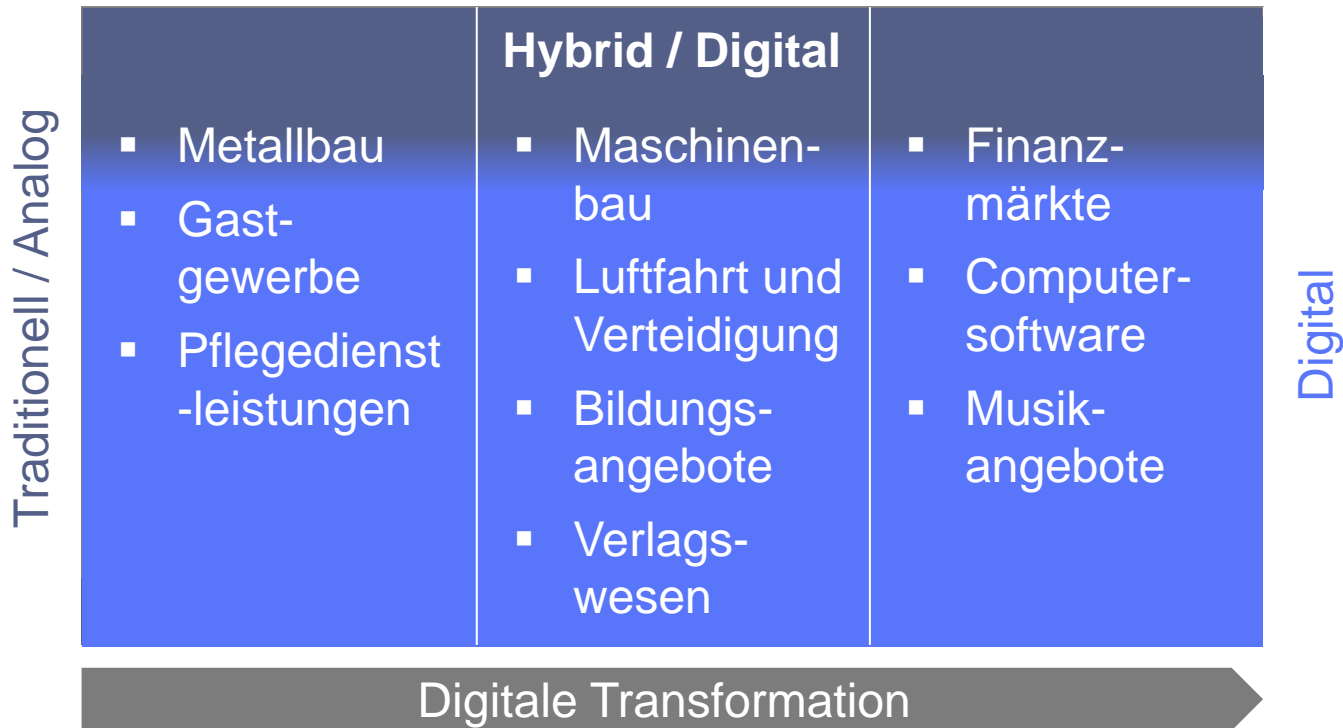 Traditionell / Analog
Hybrid / Digital
▪ Metallbau
▪ Gast-
gewerbe
▪ Pflegedienst
-leistungen
▪ Maschinen-
bau
▪ Luftfahrt und
Verteidigung
▪ Bildungs-
angebote
▪ Verlags-
wesen
▪ Finanz-
märkte
▪ Computer-
software
▪ Musik-
angebote
Digital
Digitale Transformation